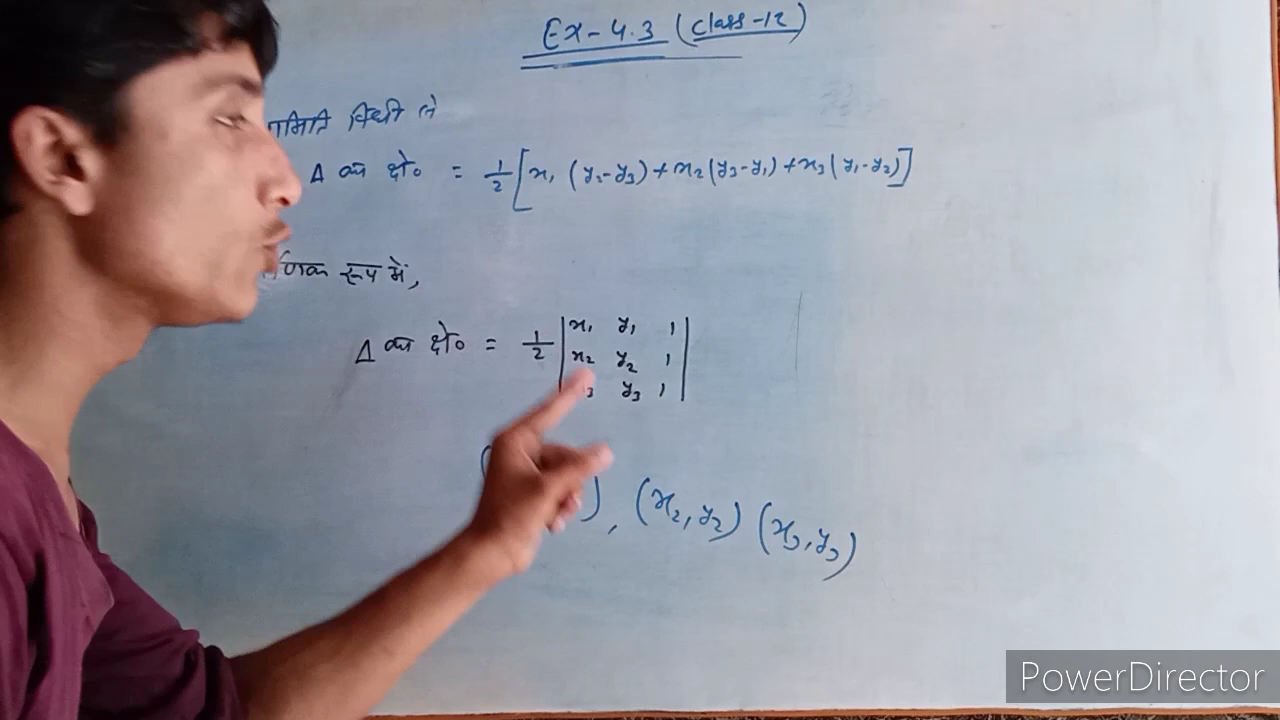 Ex-4.3 (class-12)
विधी से
Δ का क्षे० = 1/2 [x₁ (y₂-y₃) + x₂ (y₃-y₁) + x₃ (y₁-y₂)]
रूप में,
Δ का क्षे० = 1/2 | x₁ y₁ 1
x₂ y₂ 1
₃ y₃ 1 |
( ), (x₂, y₂) (x₃, y₃)
PowerDirector